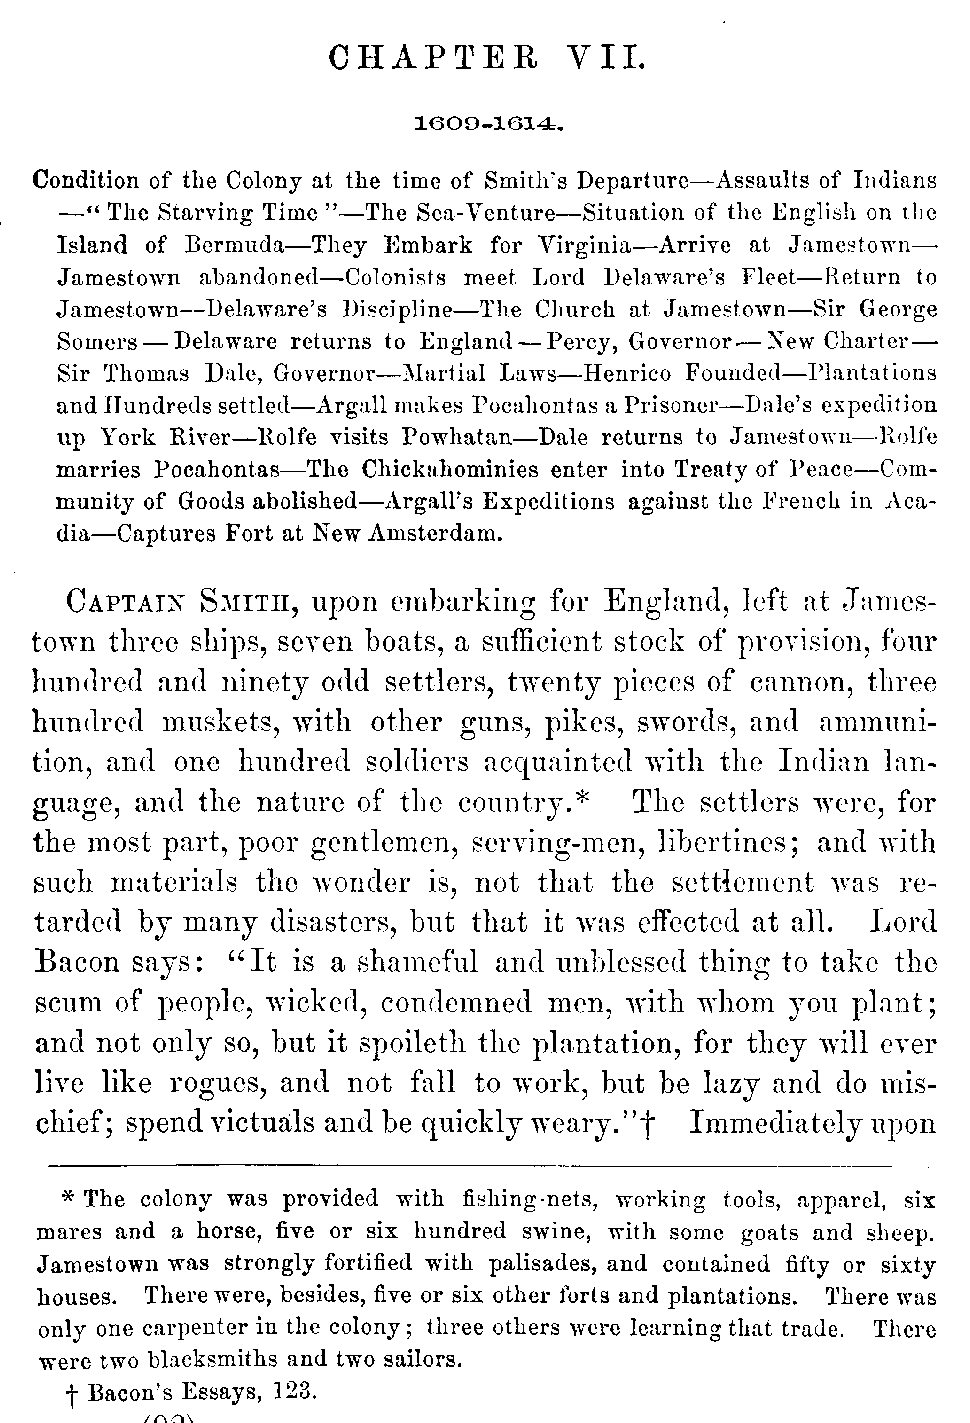 CHAPTER VII.
1609-1614.
Condition of the Colony at the time of Smith's Departure—Assaults of Indians
—“ The Starving Time ”—The Sea-Venture—Situation of the English on the
Island of Bermuda—They Embark for Virginia—Arrive at Jamestown—
Jamestown abandoned—Colonists meet Lord Delaware's Fleet—Return to
Jamestown—Delaware's Discipline—The Church at Jamestown—Sir George
Somers—Delaware returns to England—Percy, Governor—New Charter—
Sir Thomas Dale, Governor—Martial Laws—Henrico Founded—Plantations
and Hundreds settled—Argall makes Pocahontas a Prisoner—Dale's expedition
up York River—Rolfe visits Powhatan—Dale returns to Jamestown—Rolfe
marries Pocahontas—The Chickahominies enter into Treaty of Peace—Com-
munity of Goods abolished—Argall's Expeditions against the French in Aca-
dia—Captures Fort at New Amsterdam.
CAPTAIN SMITH, upon embarking for England, left at James-
town three ships, seven boats, a sufficient stock of provision, four
hundred and ninety odd settlers, twenty pieces of cannon, three
hundred muskets, with other guns, pikes, swords, and ammuni-
tion, and one hundred soldiers acquainted with the Indian lan-
guage, and the nature of the country.* The settlers were, for
the most part, poor gentlemen, serving-men, libertines; and with
such materials the wonder is, not that the settlement was re-
tarded by many disasters, but that it was effected at all. Lord
Bacon says: “It is a shameful and unblessed thing to take the
scum of people, wicked, condemned men, with whom you plant;
and not only so, but it spoileth the plantation, for they will ever
live like rogues, and not fall to work, but be lazy and do mis-
chief; spend victuals and be quickly weary.”† Immediately upon
* The colony was provided with fishing-nets, working tools, apparel, six
mares and a horse, five or six hundred swine, with some goats and sheep.
Jamestown was strongly fortified with palisades, and contained fifty or sixty
houses. There were, besides, five or six other forts and plantations. There was
only one carpenter in the colony; three others were learning that trade. There
were two blacksmiths and two sailors.
† Bacon's Essays, 123.